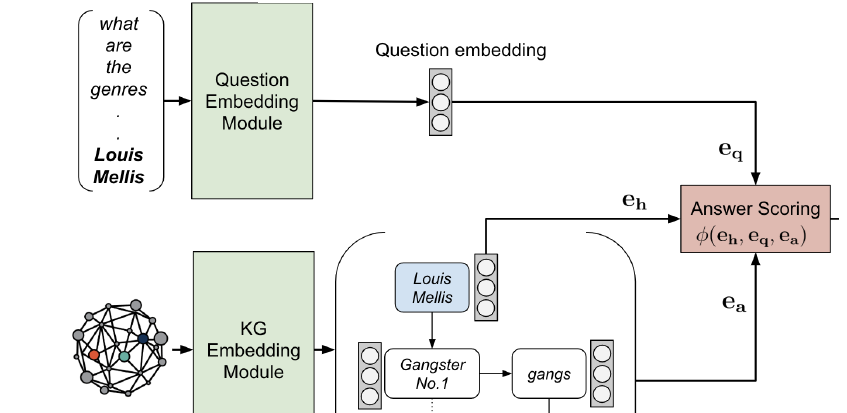 what
are
the
genres
.
.
Louis
Mellis
Question
Embedding
Module
Question embedding
e_q
e_h
Answer Scoring
ϕ(e_h, e_q, e_a)
e_a
KG
Embedding
Module
Louis
Mellis
Gangster
No.1
gangs